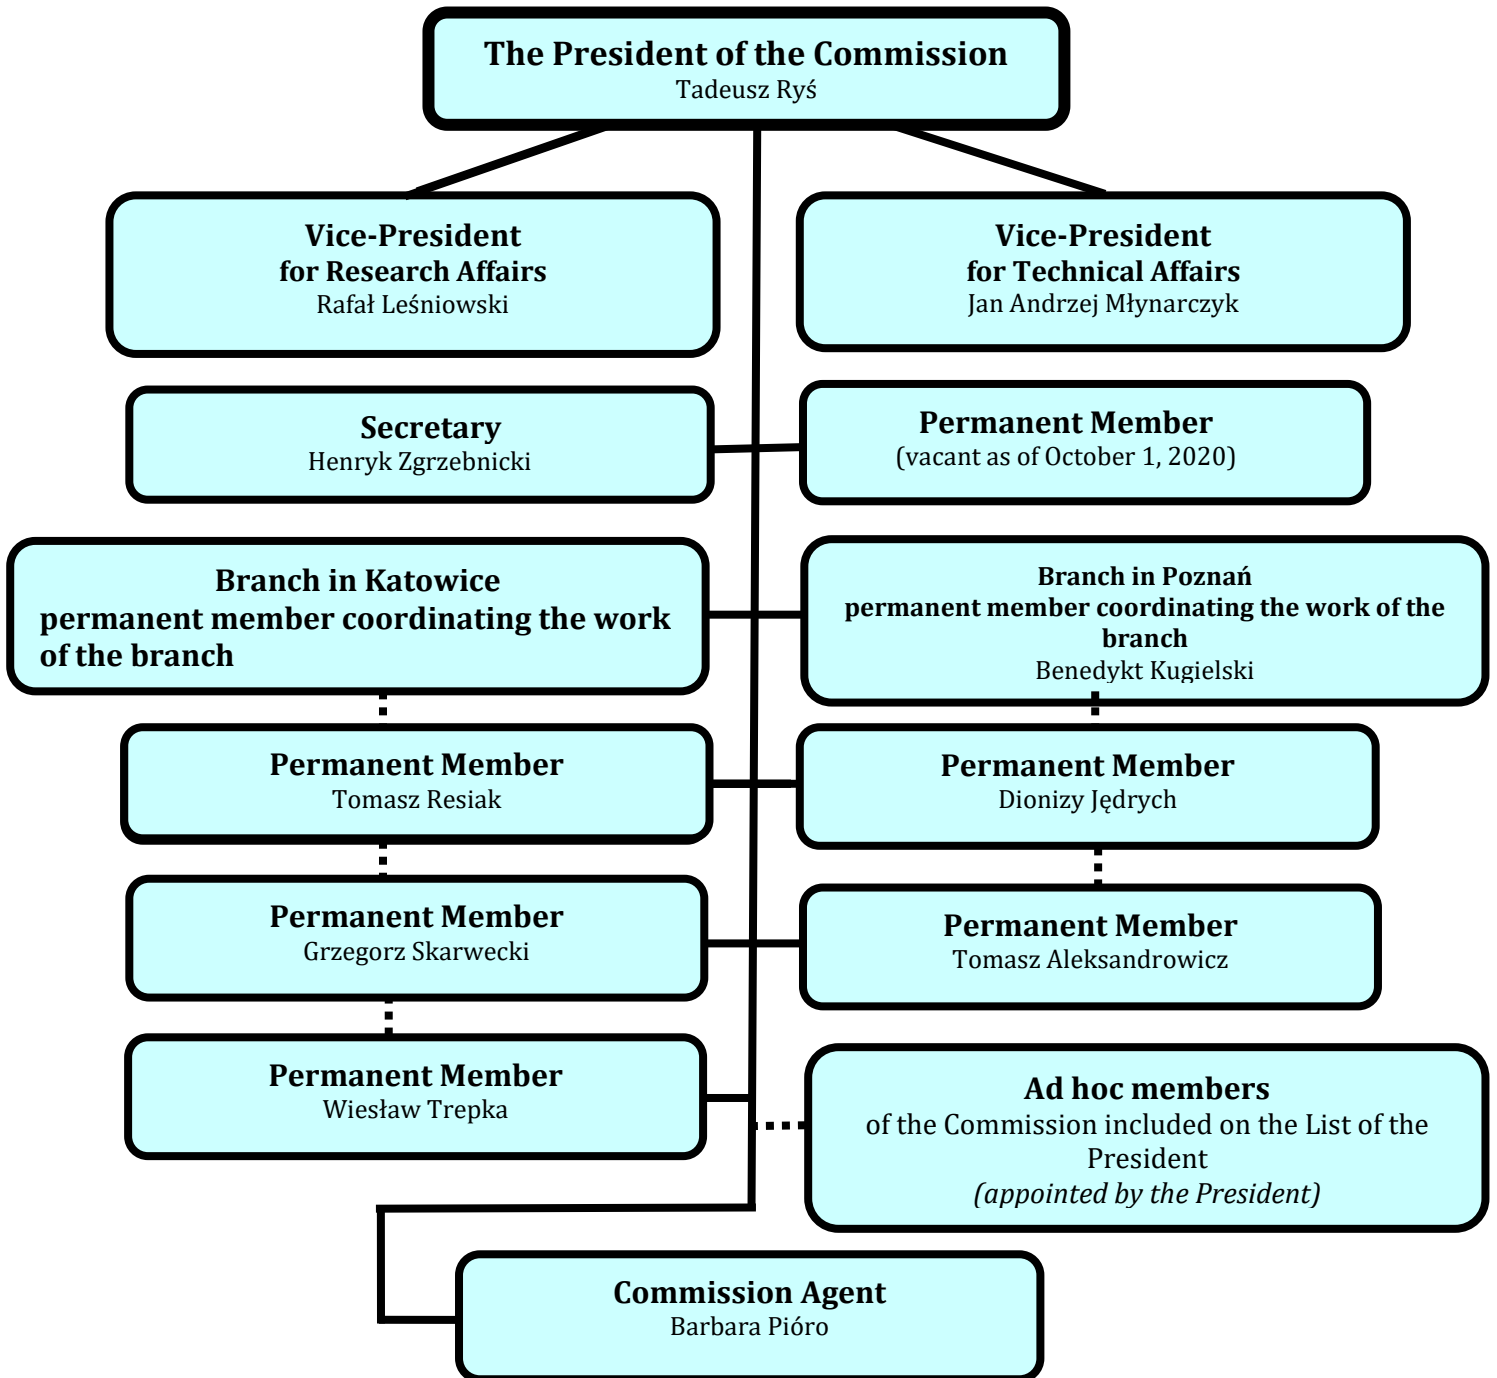 The President of the Commission
Tadeusz Ryś
Vice-President
for Research Affairs
Rafał Leśniowski
Vice-President
for Technical Affairs
Jan Andrzej Młynarczyk
Secretary
Henryk Zgrzebnicki
Permanent Member
(vacant as of October 1, 2020)
Branch in Katowice
permanent member coordinating the work
of the branch
Branch in Poznań
permanent member coordinating the work of the
branch
Benedykt Kugielski
Permanent Member
Tomasz Resiak
Permanent Member
Dionizy Jędrych
Permanent Member
Grzegorz Skarwecki
Permanent Member
Tomasz Aleksandrowicz
Permanent Member
Wiesław Trepka
Ad hoc members
of the Commission included on the List of the
President
(appointed by the President)
Commission Agent
Barbara Pióro